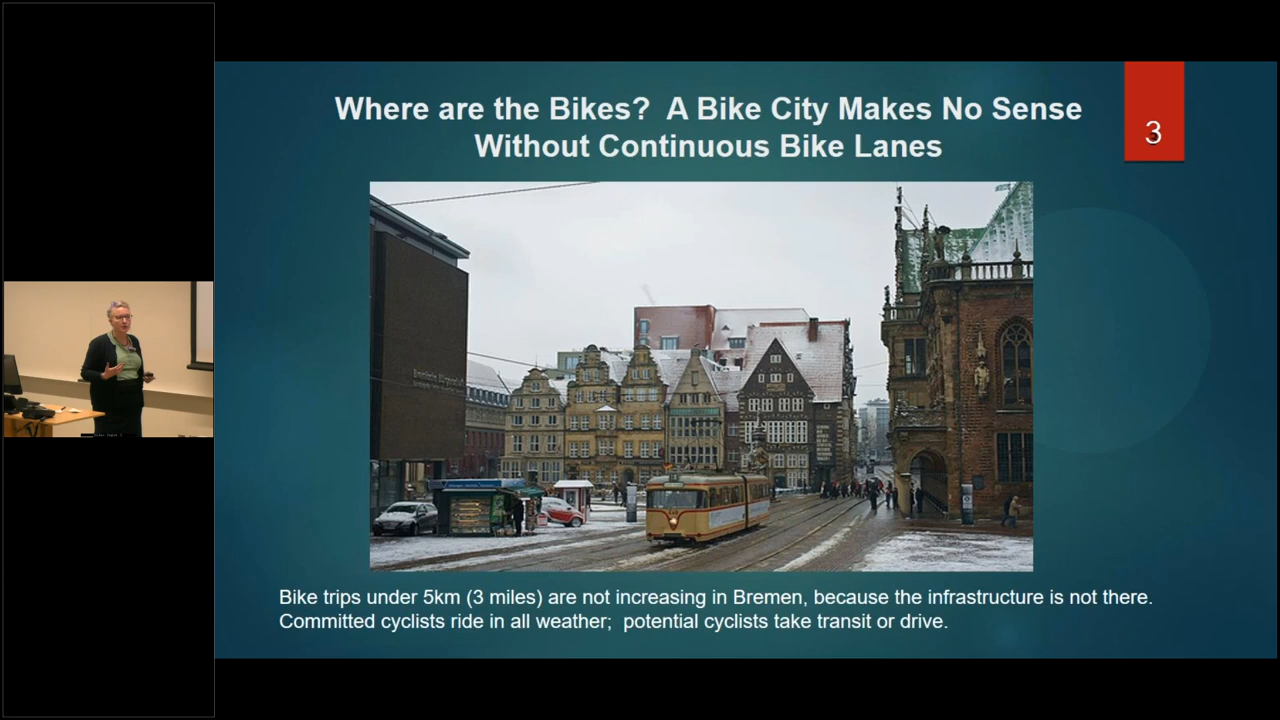 Where are the Bikes?  A Bike City Makes No Sense
Without Continuous Bike Lanes
3
Bike trips under 5km (3 miles) are not increasing in Bremen, because the infrastructure is not there.
Committed cyclists ride in all weather;  potential cyclists take transit or drive.